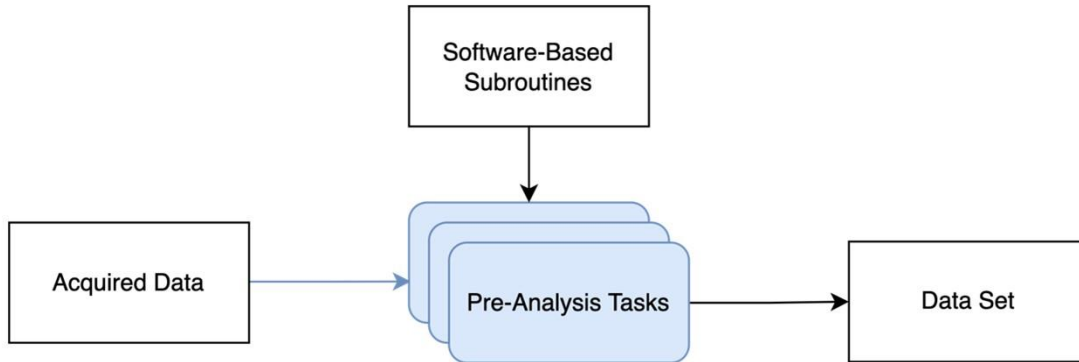 Software-Based
Subroutines
Acquired Data
Pre-Analysis Tasks
Data Set